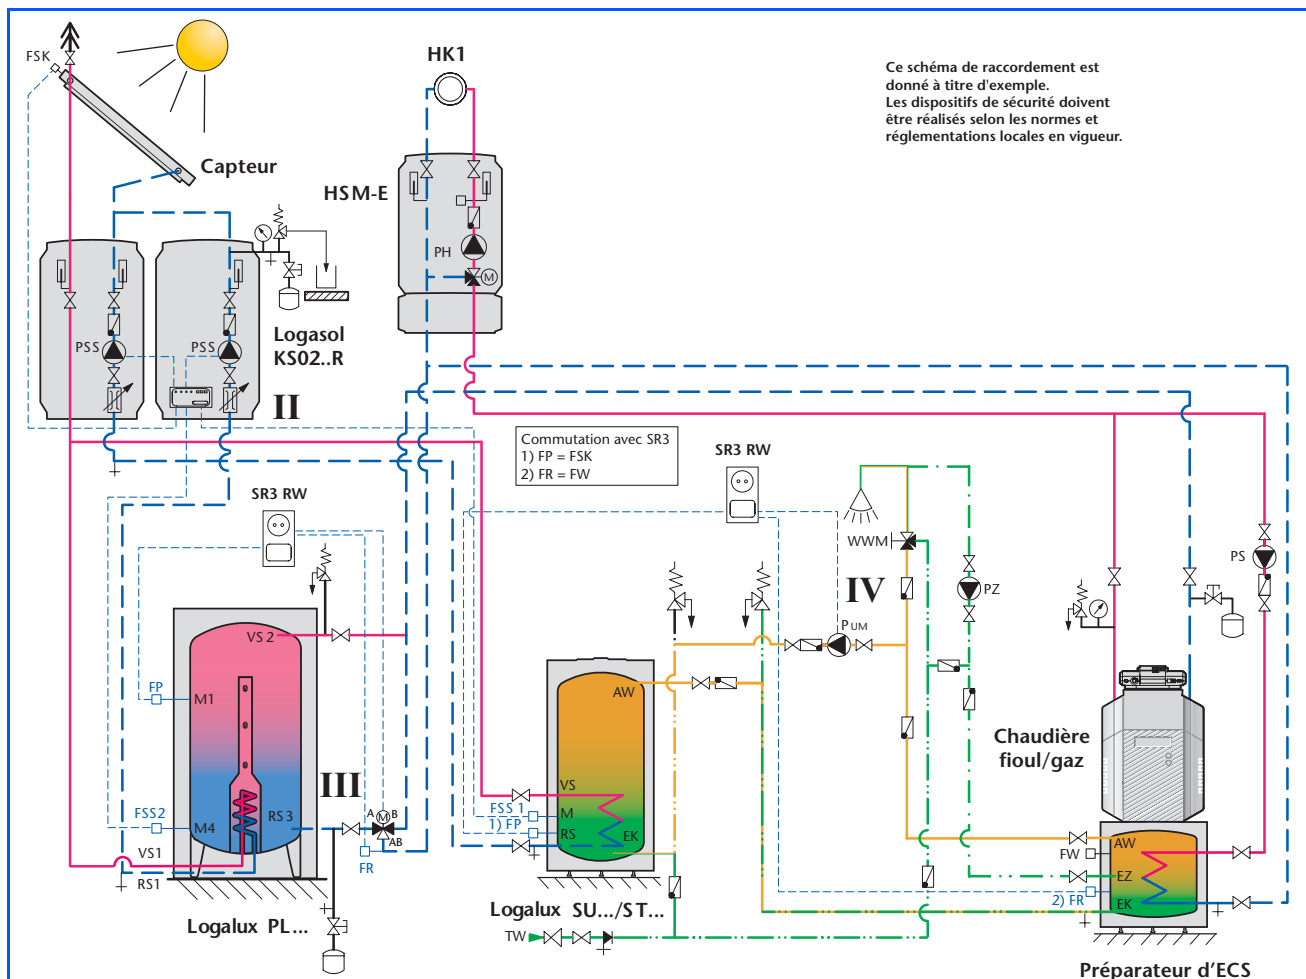 FSK
Capteur
HK1
HSM-E
PH
M
Ce schéma de raccordement est
donné à titre d'exemple.
Les dispositifs de sécurité doivent
être réalisés selon les normes et
réglementations locales en vigueur.
PSS
PSS
Logasol
KS02..R
II
Commutation avec SR3
1) FP = FSK
2) FR = FW
SR3 RW
SR3 RW
WWM
IV
PZ
PS
PUM
VS 2
FP
M1
III
FSS2
M4
RS 3
A
M
B
AB
FR
VS1
RS1
Logalux PL...
AW
VS
FSS 1
M
1) FP
RS
EK
Logalux SU.../ST...
TW
Chaudière
fioul/gaz
AW
FW
EZ
2) FR
EK
Préparateur d’ECS